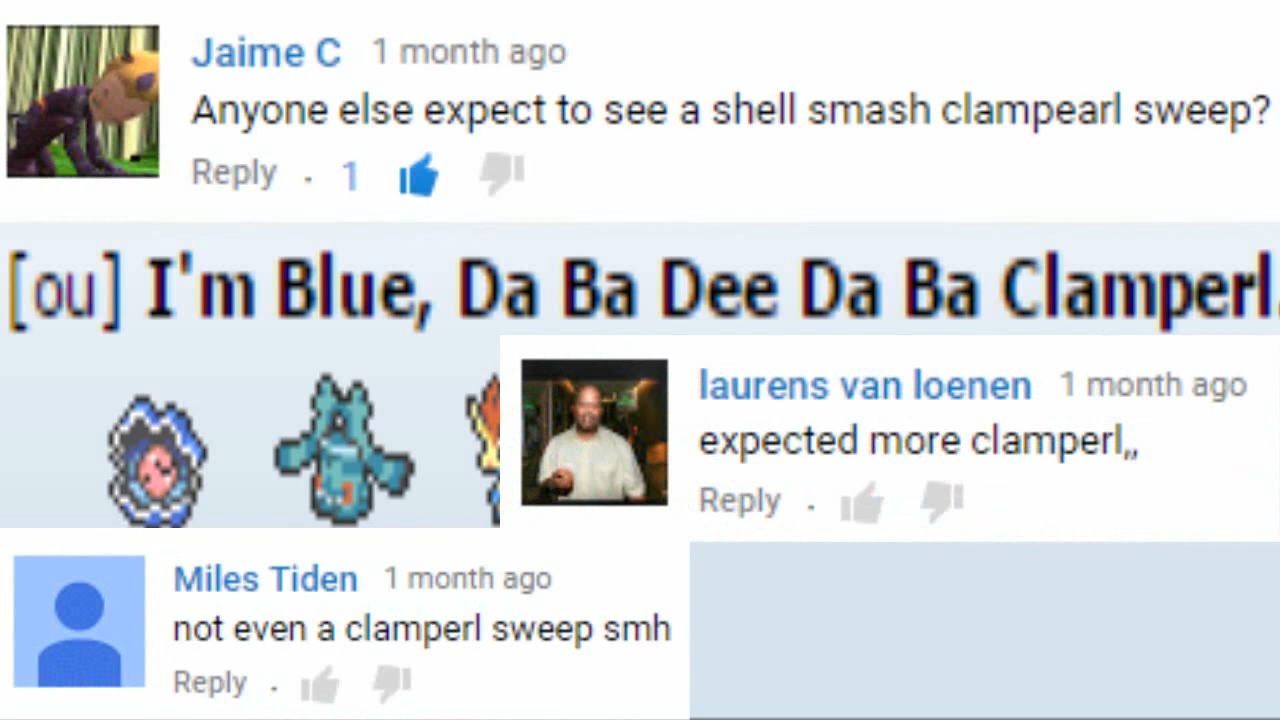 Jaime C 1 month ago
Anyone else expect to see a shell smash clampearl sweep?
Reply . 1
[ou] I'm Blue, Da Ba Dee Da Ba Clamperl.
laurens van loenen 1 month ago
expected more clamperl,,
Reply .
Miles Tiden 1 month ago
not even a clamperl sweep smh
Reply .